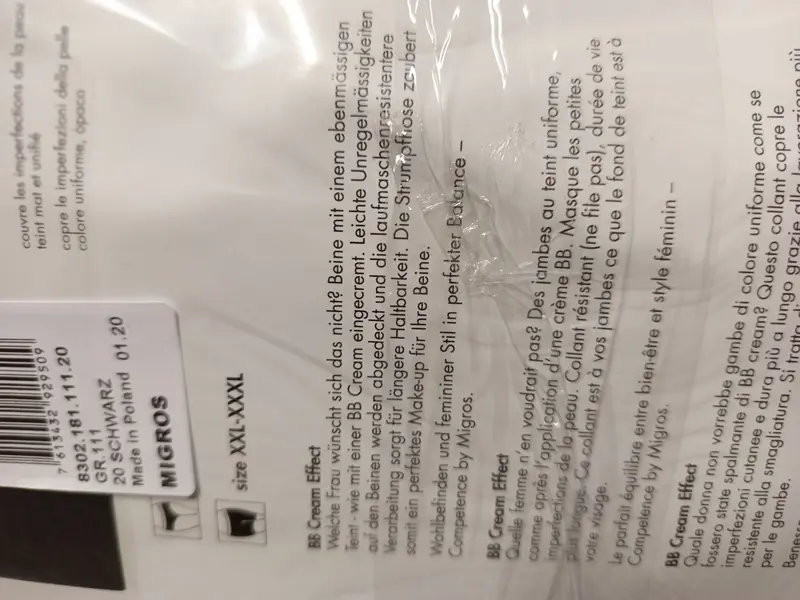 couvre les imperfections de la peau
teint mat et unifié
copre le imperfezioni della pelle
colore uniforme, opaco
7 613632 929509
8302.181.111.20
GR.111
20 SCHWARZ
Made in Poland 01.20
MIGROS
size XXL-XXXL
BB Cream Effect
Welche Frau wünscht sich das nicht? Beine mit einem ebenmässigen
Teint - wie mit einer BB Cream eingecremt. Leichte Unregelmässigkeiten
auf den Beinen werden abgedeckt und die laufmaschenresistentere
Verarbeitung sorgt für längere Haltbarkeit. Die Strumpfhose zaubert
somit ein perfektes Make-up für Ihre Beine.
Wohlbefinden und femininer Stil in perfekter Balance –
Competence by Migros.
BB Cream Effect
Quelle femme n'en voudrait pas? Des jambes au teint uniforme,
comme après l'application d'une crème BB. Masque les petites
imperfections de la peau. Collant résistant (ne file pas), durée de vie
plus longue. Ce collant est à vos jambes ce que le fond de teint est à
votre visage.
Le parfait équilibre entre bien-être et style féminin –
Competence by Migros.
BB Cream Effect
Quale donna non vorrebbe gambe di colore uniforme come se
fossero state spalmante di BB cream? Questo collant copre le
imperfezioni cutanee e dura più a lungo grazie alla lavorazione più
resistente alla smagliatura. Si tratta di
per le gambe.